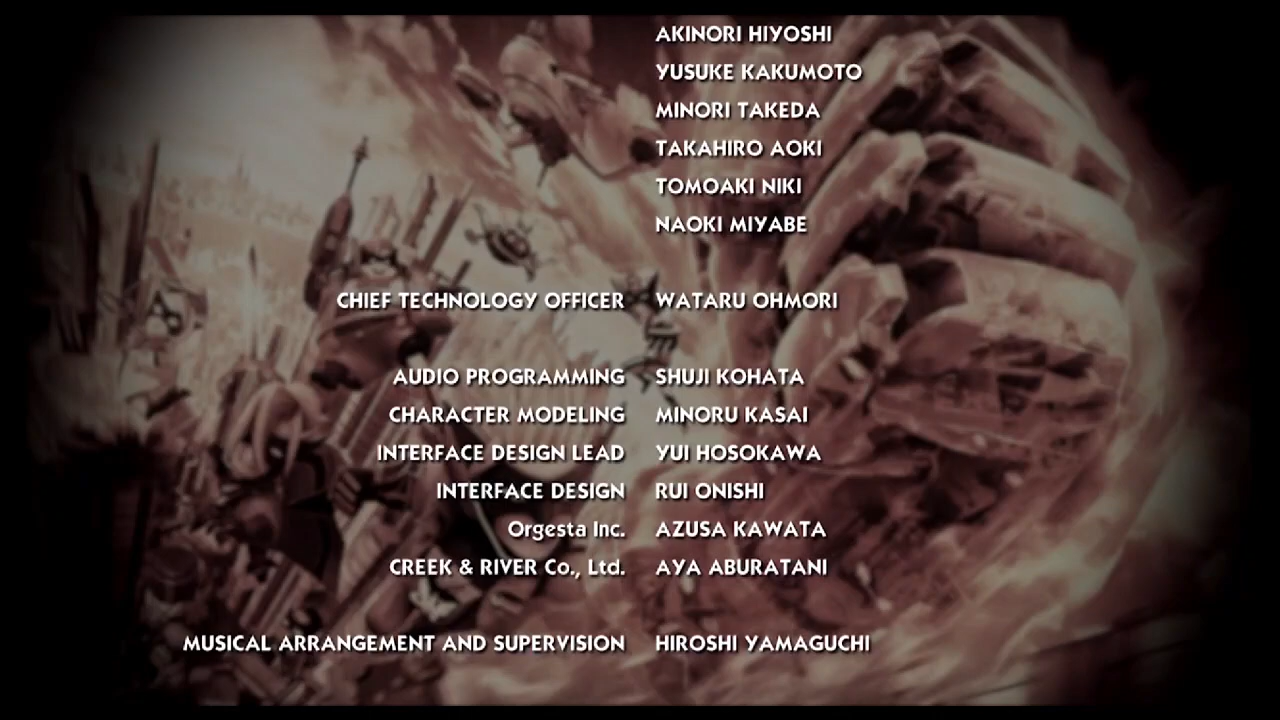 AKINORI HIYOSHI
YUSUKE KAKUMOTO
MINORI TAKEDA
TAKAHIRO AOKI
TOMOAKI NIKI
NAOKI MIYABE
CHIEF TECHNOLOGY OFFICER WATARU OHMORI
AUDIO PROGRAMMING SHUJI KOHATA
CHARACTER MODELING MINORU KASAI
INTERFACE DESIGN LEAD YUI HOSOKAWA
INTERFACE DESIGN RUI ONISHI
Orgesta Inc. AZUSA KAWATA
CREEK & RIVER Co., Ltd. AYA ABURATANI
MUSICAL ARRANGEMENT AND SUPERVISION HIROSHI YAMAGUCHI